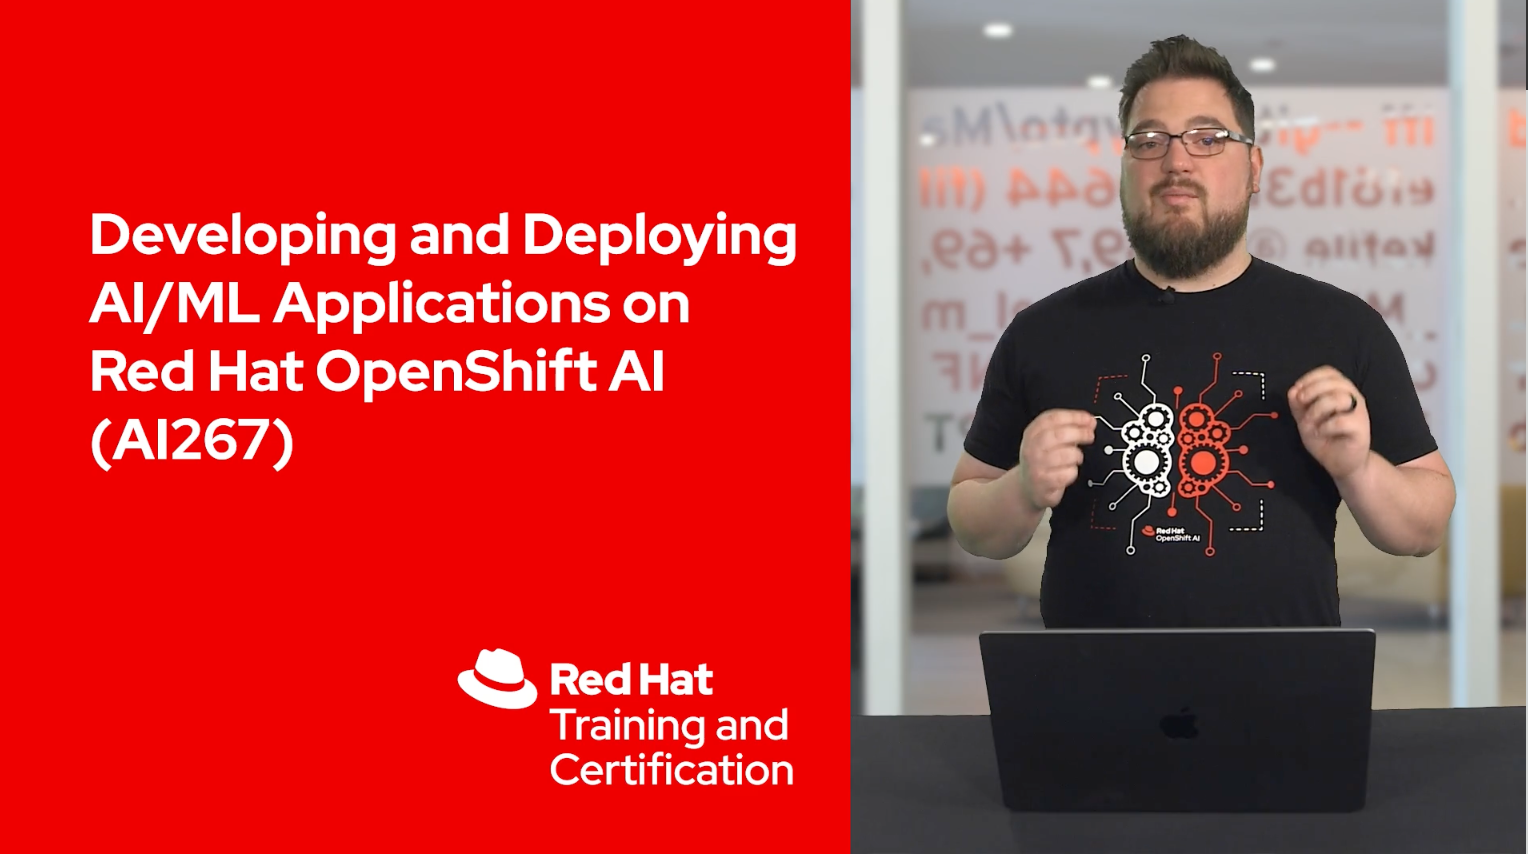 Developing and Deploying
AI/ML Applications on
Red Hat OpenShift AI
(AI267)
Red Hat
Training and
Certification
Red Hat
OpenShift AI